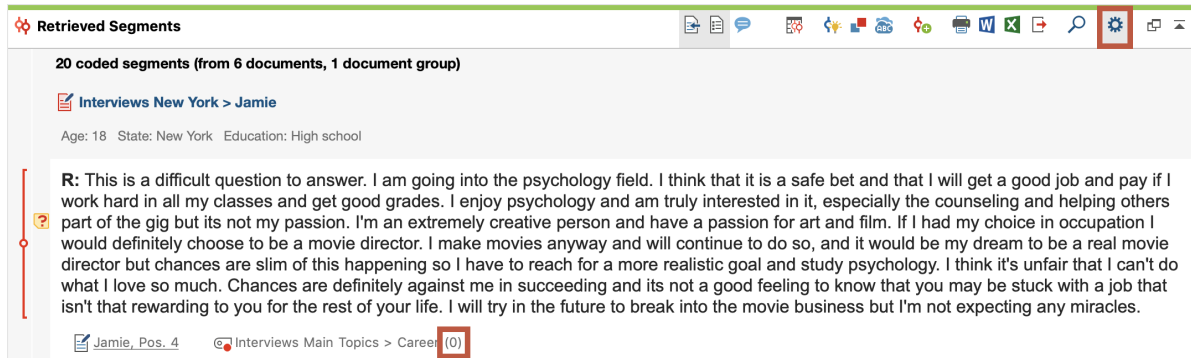 Retrieved Segments
20 coded segments (from 6 documents, 1 document group)
Interviews New York > Jamie
Age: 18 State: New York Education: High school
R: This is a difficult question to answer. I am going into the psychology field. I think that it is a safe bet and that I will get a good job and pay if I
work hard in all my classes and get good grades. I enjoy psychology and am truly interested in it, especially the counseling and helping others
part of the gig but its not my passion. I'm an extremely creative person and have a passion for art and film. If I had my choice in occupation I
would definitely choose to be a movie director. I make movies anyway and will continue to do so, and it would be my dream to be a real movie
director but chances are slim of this happening so I have to reach for a more realistic goal and study psychology. I think it's unfair that I can't do
what I love so much. Chances are definitely against me in succeeding and its not a good feeling to know that you may be stuck with a job that
isn't that rewarding to you for the rest of your life. I will try in the future to break into the movie business but I'm not expecting any miracles.
Jamie, Pos. 4 Interviews Main Topics > Career (0)